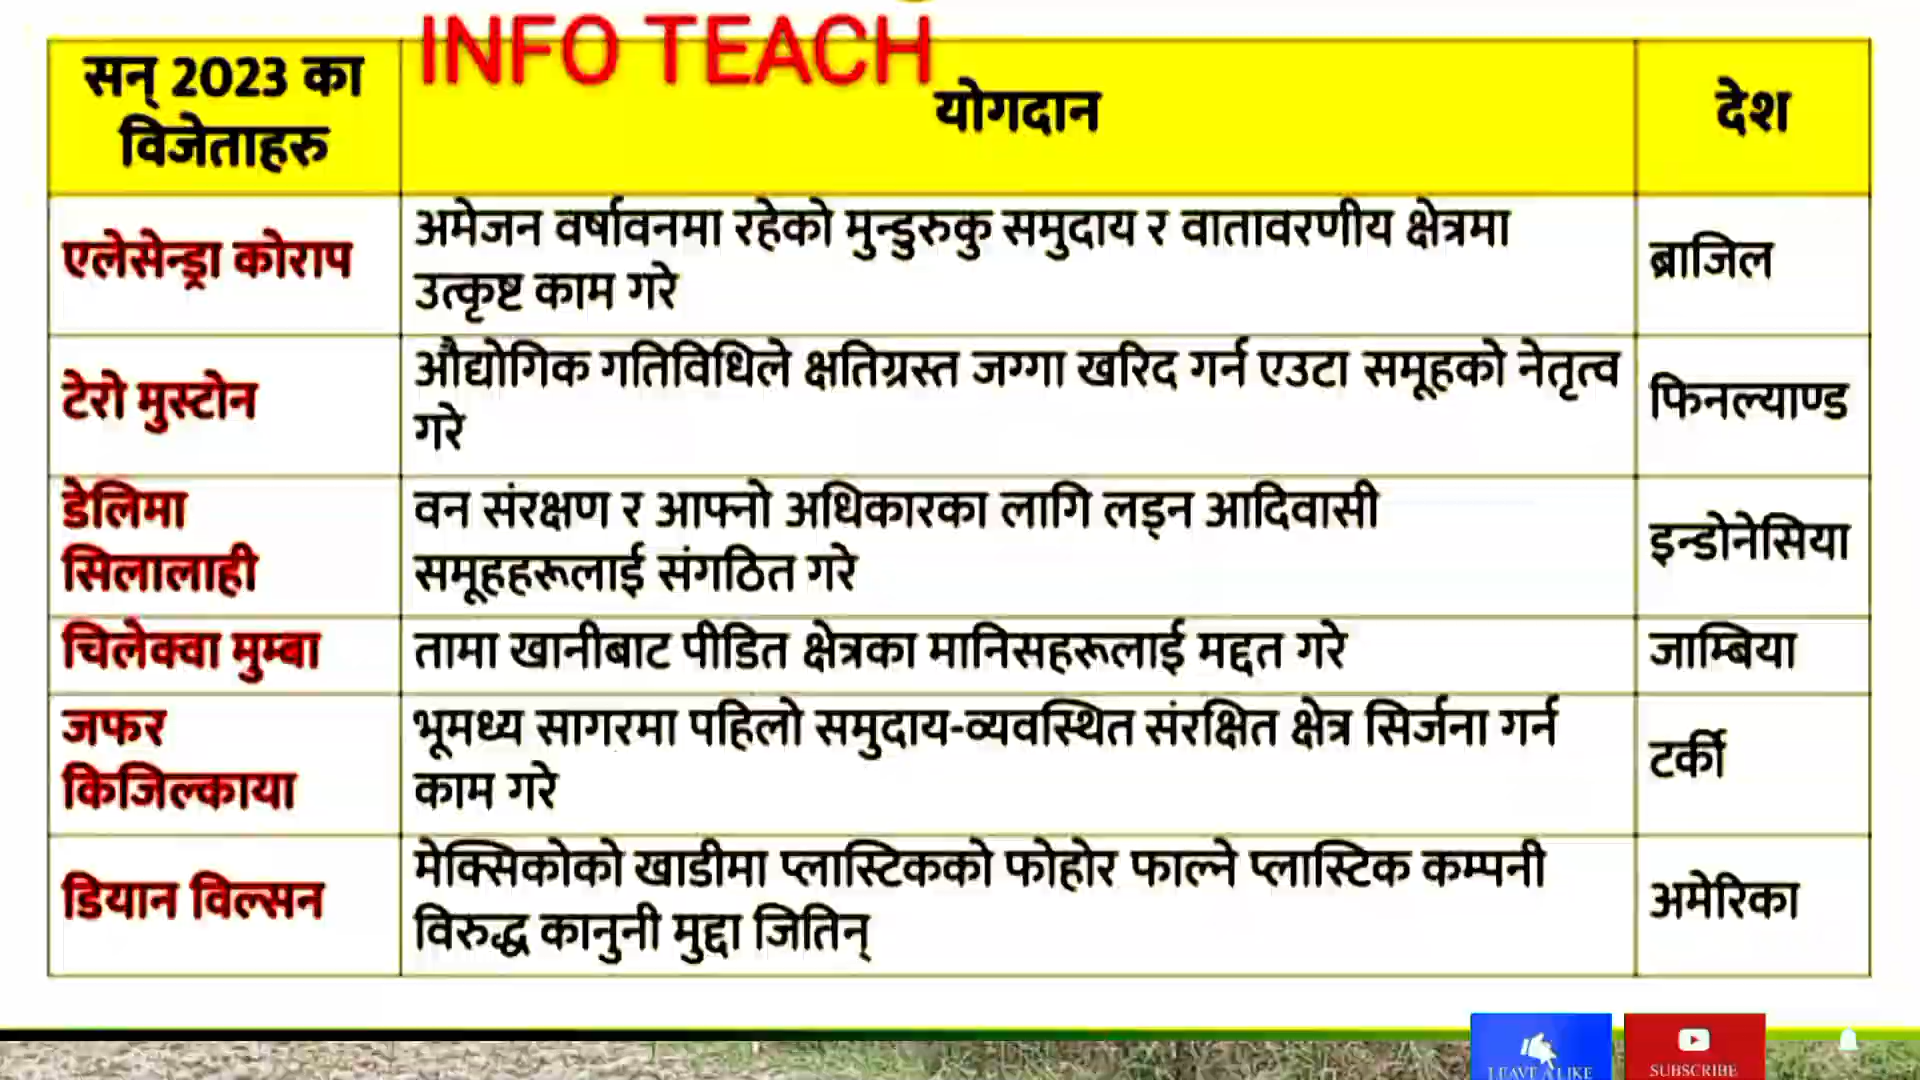 INFO TEACH
सन् 2023 का
विजेताहरु
योगदान
देश
एलेसेन्ड्रा कोराप
अमेजन वर्षावनमा रहेको मुन्डुरुकु समुदाय र वातावरणीय क्षेत्रमा
उत्कृष्ट काम गरे
ब्राजिल
टेरो मुस्टोन
औद्योगिक गतिविधिले क्षतिग्रस्त जग्गा खरिद गर्न एउटा समूहको नेतृत्व
गरे
फिनल्याण्ड
डेलिमा
सिलालाही
वन संरक्षण र आफ्नो अधिकारका लागि लड्न आदिवासी
समूहहरूलाई संगठित गरे
इन्डोनेसिया
चिलेक्वा मुम्बा
तामा खानीबाट पीडित क्षेत्रका मानिसहरूलाई मद्दत गरे
जाम्बिया
जफर
किजिल्काया
भूमध्य सागरमा पहिलो समुदाय-व्यवस्थित संरक्षित क्षेत्र सिर्जना गर्न
काम गरे
टर्की
डियान विल्सन
मेक्सिकोको खाडीमा प्लास्टिकको फोहोर फाल्ने प्लास्टिक कम्पनी
विरुद्ध कानुनी मुद्दा जितिन्
अमेरिका
LEAVE A LIKE
SUBSCRIBE